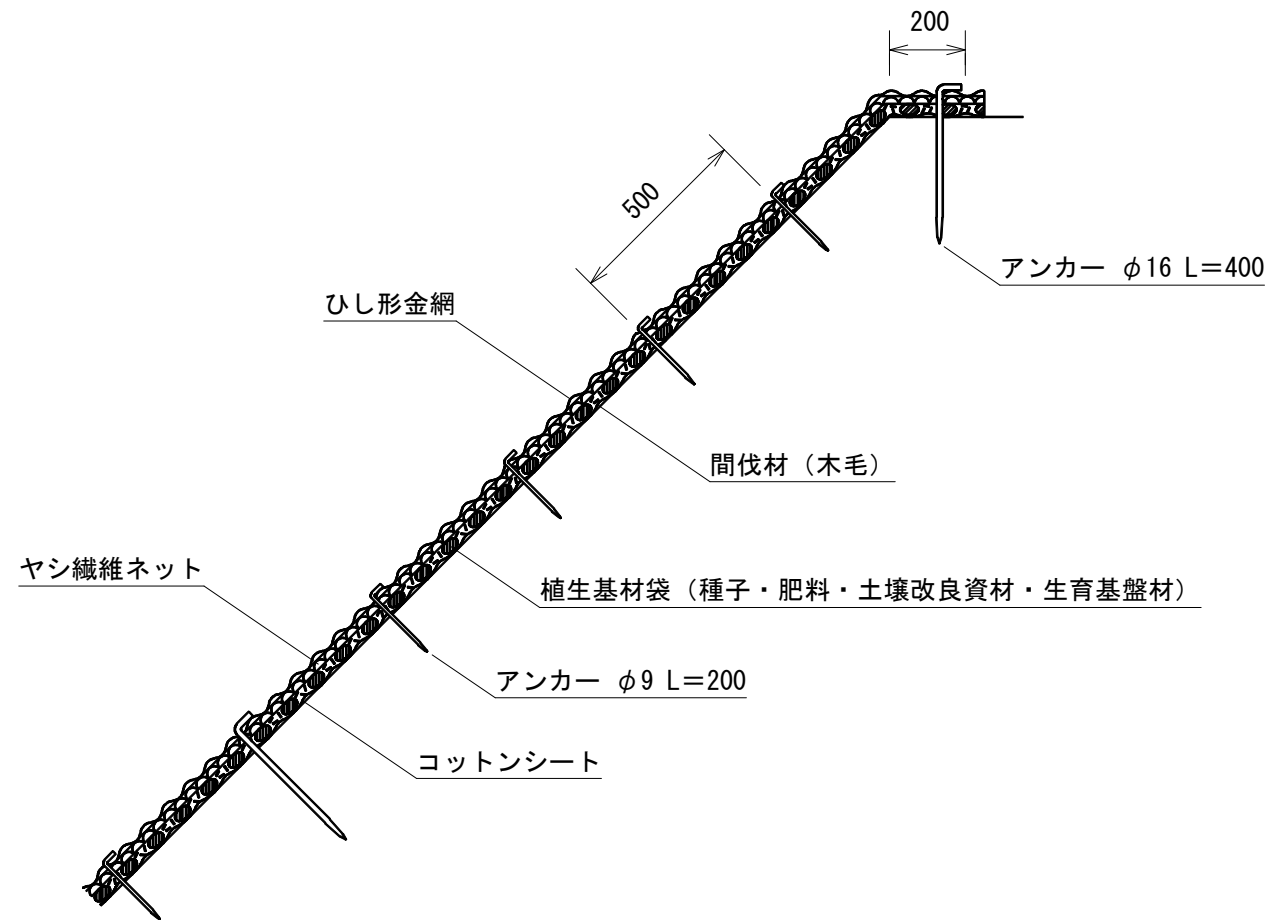 200
500
アンカー φ16 L=400
ひし形金網
間伐材（木毛）
ヤシ繊維ネット
植生基材袋（種子・肥料・土壌改良資材・生育基盤材）
アンカー φ9 L=200
コットンシート